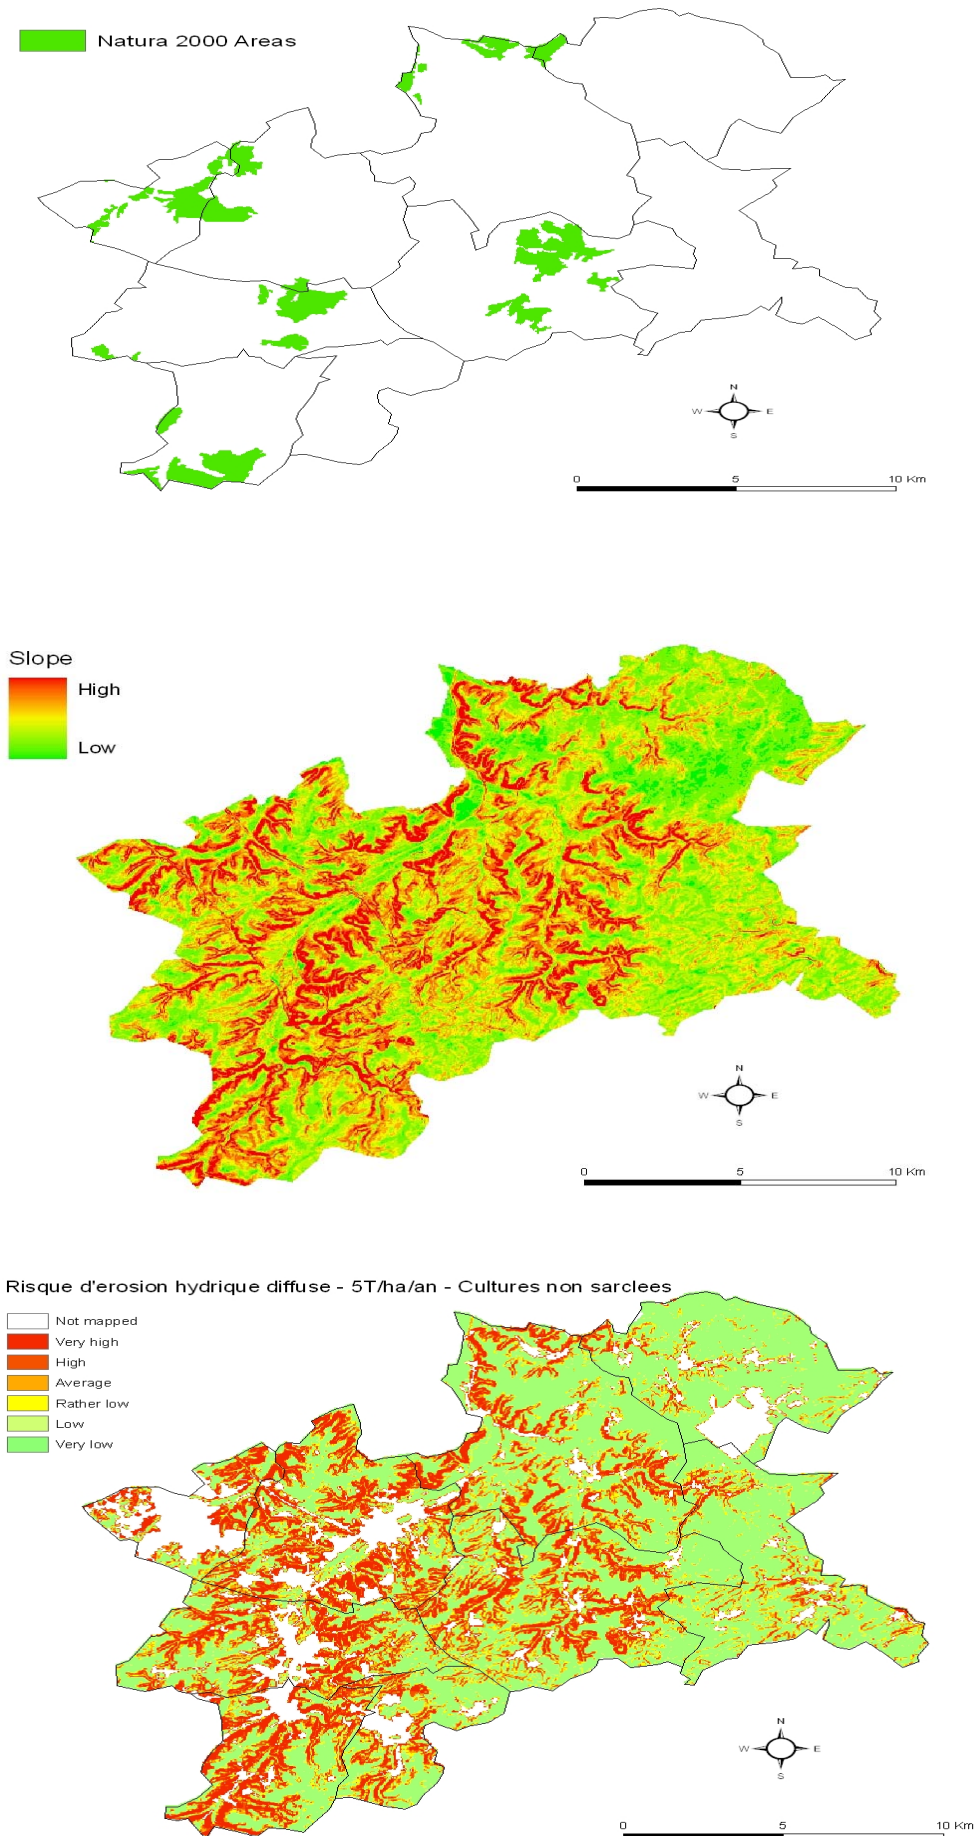 Natura 2000 Areas
N
W E
S
0 5 10 Km
Slope
High
Low
N
W E
S
0 5 10 Km
Risque d'erosion hydrique diffuse - 5T/ha/an - Cultures non sarclees
Not mapped
Very high
High
Average
Rather low
Low
Very low
N
W E
S
0 5 10 Km